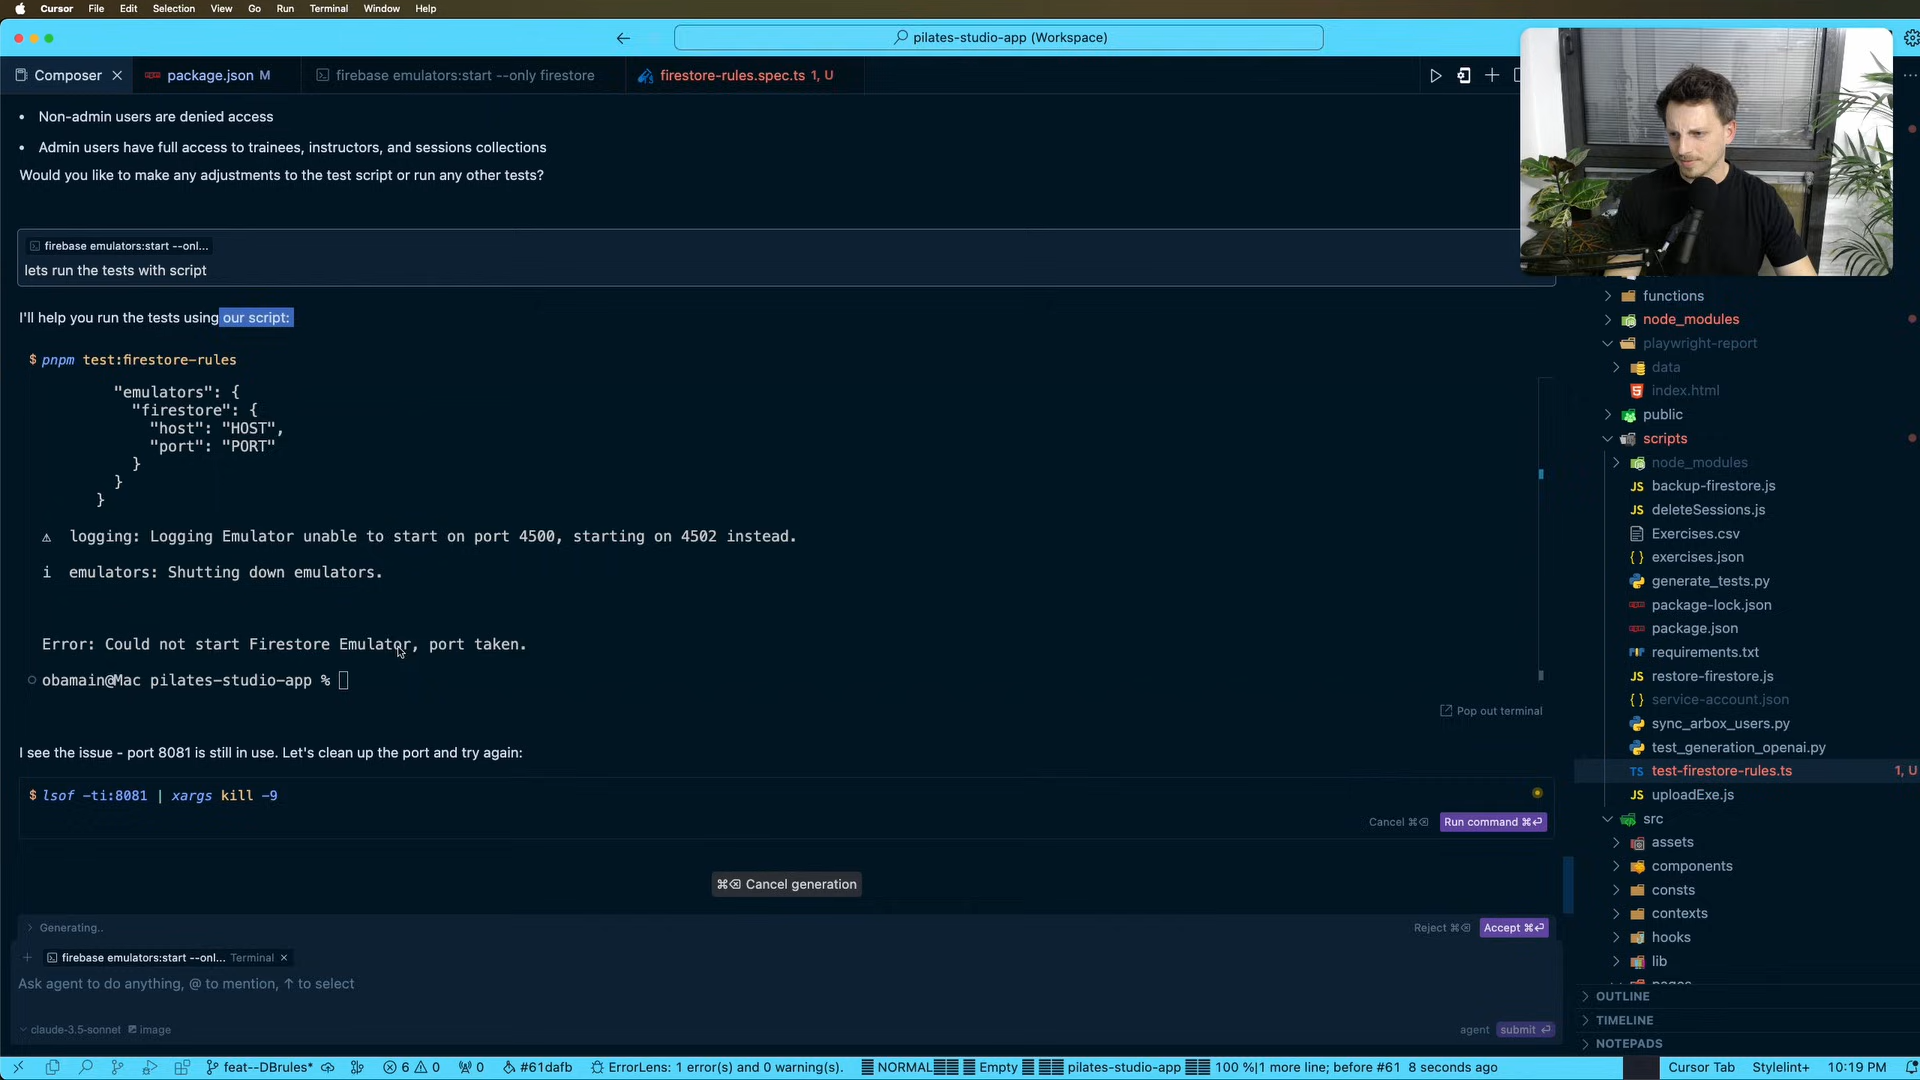 Cursor File Edit Selection View Go Run Terminal Window Help
pilates-studio-app (Workspace)
Composer
package.json M
firebase emulators:start --only firestore
firestore-rules.spec.ts 1, U
• Non-admin users are denied access
• Admin users have full access to trainees, instructors, and sessions collections
Would you like to make any adjustments to the test script or run any other tests?
firebase emulators:start --onl...
lets run the tests with script
I'll help you run the tests using our script:
$ pnpm test:firestore-rules
"emulators": {
"firestore": {
"host": "HOST",
"port": "PORT"
}
}
}
⚠ logging: Logging Emulator unable to start on port 4500, starting on 4502 instead.
i emulators: Shutting down emulators.
Error: Could not start Firestore Emulator, port taken.
obamain@Mac pilates-studio-app %
Pop out terminal
I see the issue - port 8081 is still in use. Let's clean up the port and try again:
$ lsof -ti:8081 | xargs kill -9
Cancel ⌘⌫ Run command ⌘⏎
⌘⌫ Cancel generation
Generating..
Reject ⌘⌫ Accept ⌘⏎
firebase emulators:start --onl... Terminal
Ask agent to do anything, @ to mention, ↑ to select
claude-3.5-sonnet image
agent submit ⏎
functions
node_modules
playwright-report
data
index.html
public
scripts
node_modules
JS backup-firestore.js
JS deleteSessions.js
Exercises.csv
{ } exercises.json
generate_tests.py
package-lock.json
package.json
requirements.txt
JS restore-firestore.js
{ } service-account.json
sync_arbox_users.py
test_generation_openai.py
TS test-firestore-rules.ts 1, U
JS uploadExe.js
src
assets
components
consts
contexts
hooks
lib
OUTLINE
TIMELINE
NOTEPADS
feat--DBrules* 6 0 0 #61dafb ErrorLens: 1 error(s) and 0 warning(s). NORMAL Empty pilates-studio-app 100 %|1 more line; before #61 8 seconds ago Cursor Tab Stylelint+ 10:19 PM